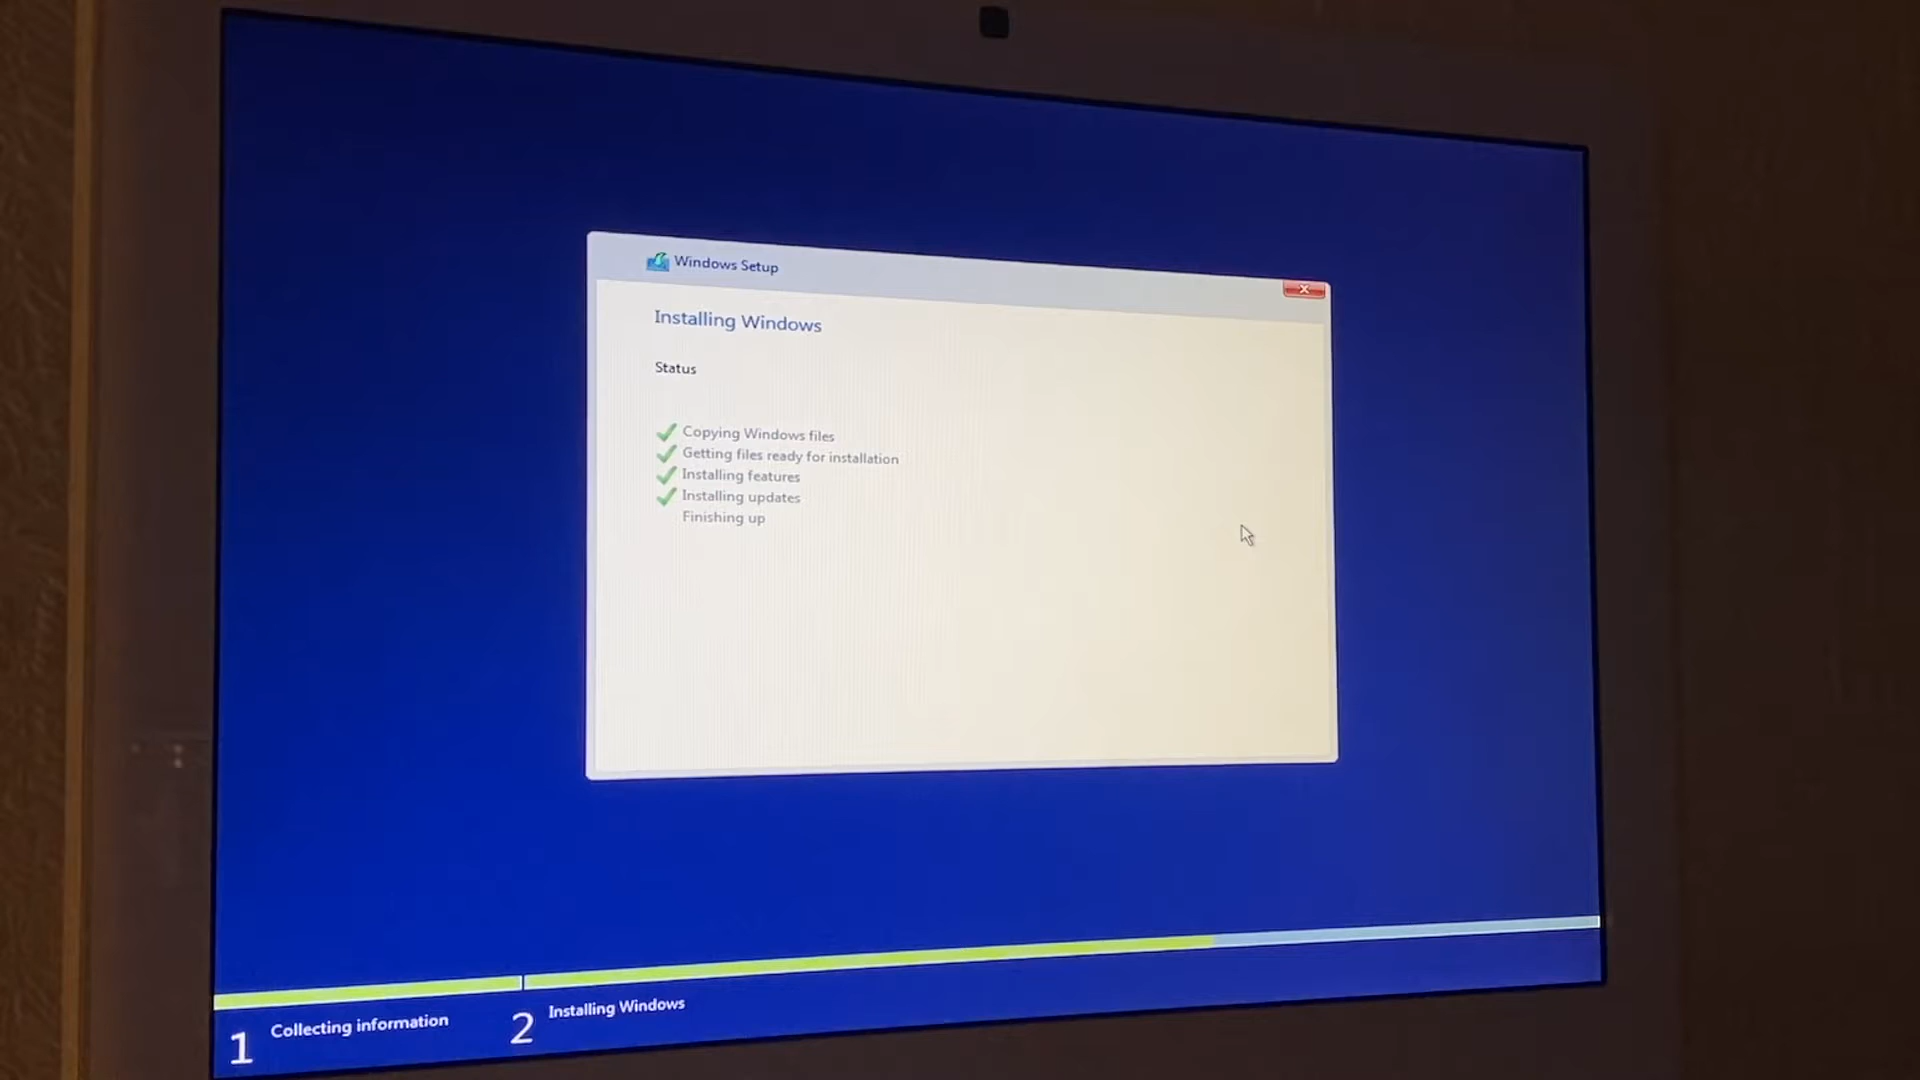 Windows Setup
Installing Windows
Status
Copying Windows files
Getting files ready for installation
Installing features
Installing updates
Finishing up
1 Collecting information
2 Installing Windows